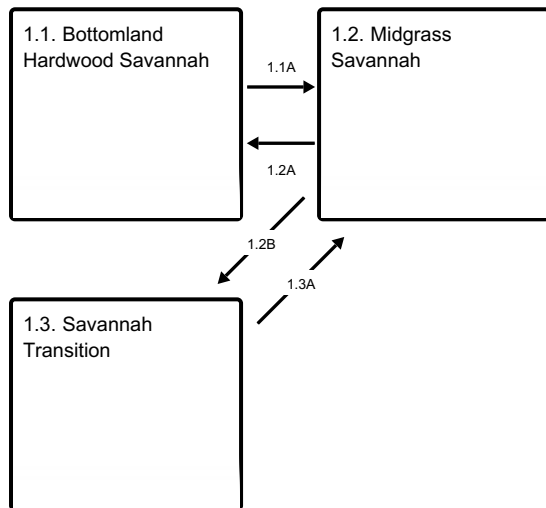 1.1. Bottomland
Hardwood Savannah
1.1A
1.2. Midgrass
Savannah
1.2A
1.2B
1.3A
1.3. Savannah
Transition